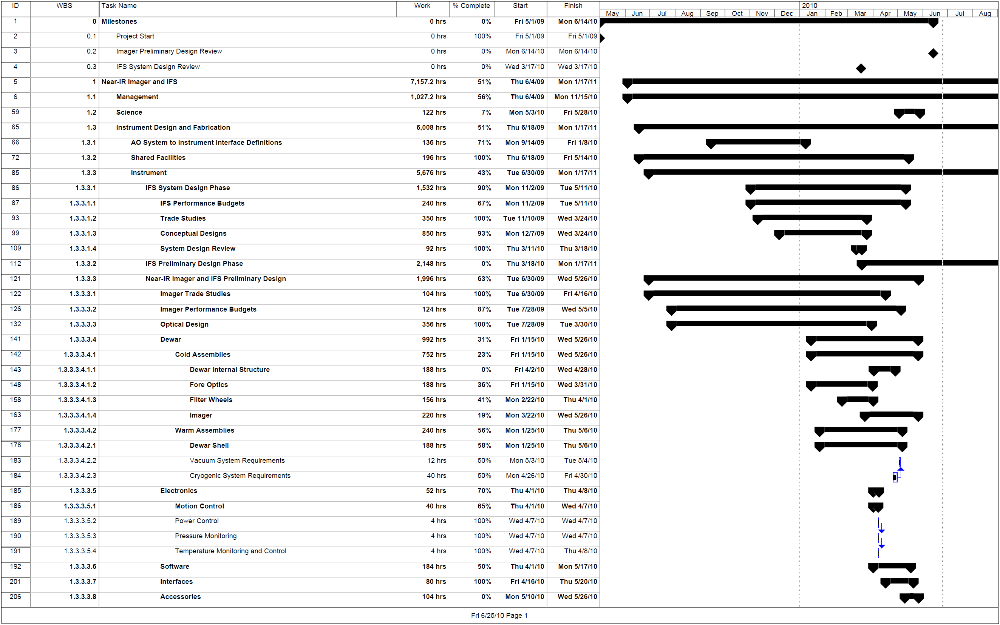 ID WBS Task Name Work % Complete Start Finish 2010
May Jun Jul Aug Sep Oct Nov Dec Jan Feb Mar Apr May Jun Jul Aug
1 0 Milestones 0 hrs 0% Fri 5/1/09 Mon 6/14/10
2 0.1 Project Start 0 hrs 100% Fri 5/1/09 Fri 5/1/09
3 0.2 Imager Preliminary Design Review 0 hrs 0% Mon 6/14/10 Mon 6/14/10
4 0.3 IFS System Design Review 0 hrs 0% Wed 3/17/10 Wed 3/17/10
5 1 Near-IR Imager and IFS 7,157.2 hrs 51% Thu 6/4/09 Mon 1/17/11
6 1.1 Management 1,027.2 hrs 56% Thu 6/4/09 Mon 11/15/10
59 1.2 Science 122 hrs 7% Mon 5/3/10 Fri 5/28/10
65 1.3 Instrument Design and Fabrication 6,008 hrs 51% Thu 6/18/09 Mon 1/17/11
66 1.3.1 AO System to Instrument Interface Definitions 136 hrs 71% Mon 9/14/09 Fri 1/8/10
72 1.3.2 Shared Facilities 196 hrs 100% Thu 6/18/09 Fri 5/14/10
85 1.3.3 Instrument 5,676 hrs 43% Tue 6/30/09 Mon 1/17/11
86 1.3.3.1 IFS System Design Phase 1,532 hrs 90% Mon 11/2/09 Tue 5/11/10
87 1.3.3.1.1 IFS Performance Budgets 240 hrs 67% Mon 11/2/09 Tue 5/11/10
93 1.3.3.1.2 Trade Studies 350 hrs 100% Tue 11/10/09 Wed 3/24/10
99 1.3.3.1.3 Conceptual Designs 850 hrs 93% Mon 12/7/09 Wed 3/24/10
109 1.3.3.1.4 System Design Review 92 hrs 100% Thu 3/11/10 Thu 3/18/10
112 1.3.3.2 IFS Preliminary Design Phase 2,148 hrs 0% Thu 3/18/10 Mon 1/17/11
121 1.3.3.3 Near-IR Imager and IFS Preliminary Design 1,996 hrs 63% Tue 6/30/09 Wed 5/26/10
122 1.3.3.3.1 Imager Trade Studies 104 hrs 100% Tue 6/30/09 Fri 4/16/10
126 1.3.3.3.2 Imager Performance Budgets 124 hrs 87% Tue 7/28/09 Wed 5/5/10
132 1.3.3.3.3 Optical Design 356 hrs 100% Tue 7/28/09 Tue 3/30/10
141 1.3.3.3.4 Dewar 992 hrs 31% Fri 1/15/10 Wed 5/26/10
142 1.3.3.3.4.1 Cold Assemblies 752 hrs 23% Fri 1/15/10 Wed 5/26/10
143 1.3.3.3.4.1.1 Dewar Internal Structure 188 hrs 0% Fri 4/2/10 Wed 4/28/10
148 1.3.3.3.4.1.2 Fore Optics 188 hrs 36% Fri 1/15/10 Wed 3/31/10
158 1.3.3.3.4.1.3 Filter Wheels 156 hrs 41% Mon 2/22/10 Thu 4/1/10
163 1.3.3.3.4.1.4 Imager 220 hrs 19% Mon 3/22/10 Wed 5/26/10
177 1.3.3.3.4.2 Warm Assemblies 240 hrs 56% Mon 1/25/10 Thu 5/6/10
178 1.3.3.3.4.2.1 Dewar Shell 188 hrs 58% Mon 1/25/10 Thu 5/6/10
183 1.3.3.3.4.2.2 Vacuum System Requirements 12 hrs 50% Mon 5/3/10 Tue 5/4/10
184 1.3.3.3.4.2.3 Cryogenic System Requirements 40 hrs 50% Mon 4/26/10 Fri 4/30/10
185 1.3.3.3.5 Electronics 52 hrs 70% Thu 4/1/10 Thu 4/8/10
186 1.3.3.3.5.1 Motion Control 40 hrs 65% Thu 4/1/10 Wed 4/7/10
189 1.3.3.3.5.2 Power Control 4 hrs 100% Wed 4/7/10 Wed 4/7/10
190 1.3.3.3.5.3 Pressure Monitoring 4 hrs 100% Wed 4/7/10 Wed 4/7/10
191 1.3.3.3.5.4 Temperature Monitoring and Control 4 hrs 100% Wed 4/7/10 Thu 4/8/10
192 1.3.3.3.6 Software 184 hrs 50% Thu 4/1/10 Mon 5/17/10
201 1.3.3.3.7 Interfaces 80 hrs 100% Fri 4/16/10 Thu 5/20/10
206 1.3.3.3.8 Accessories 104 hrs 0% Mon 5/10/10 Wed 5/26/10
Fri 6/25/10 Page 1